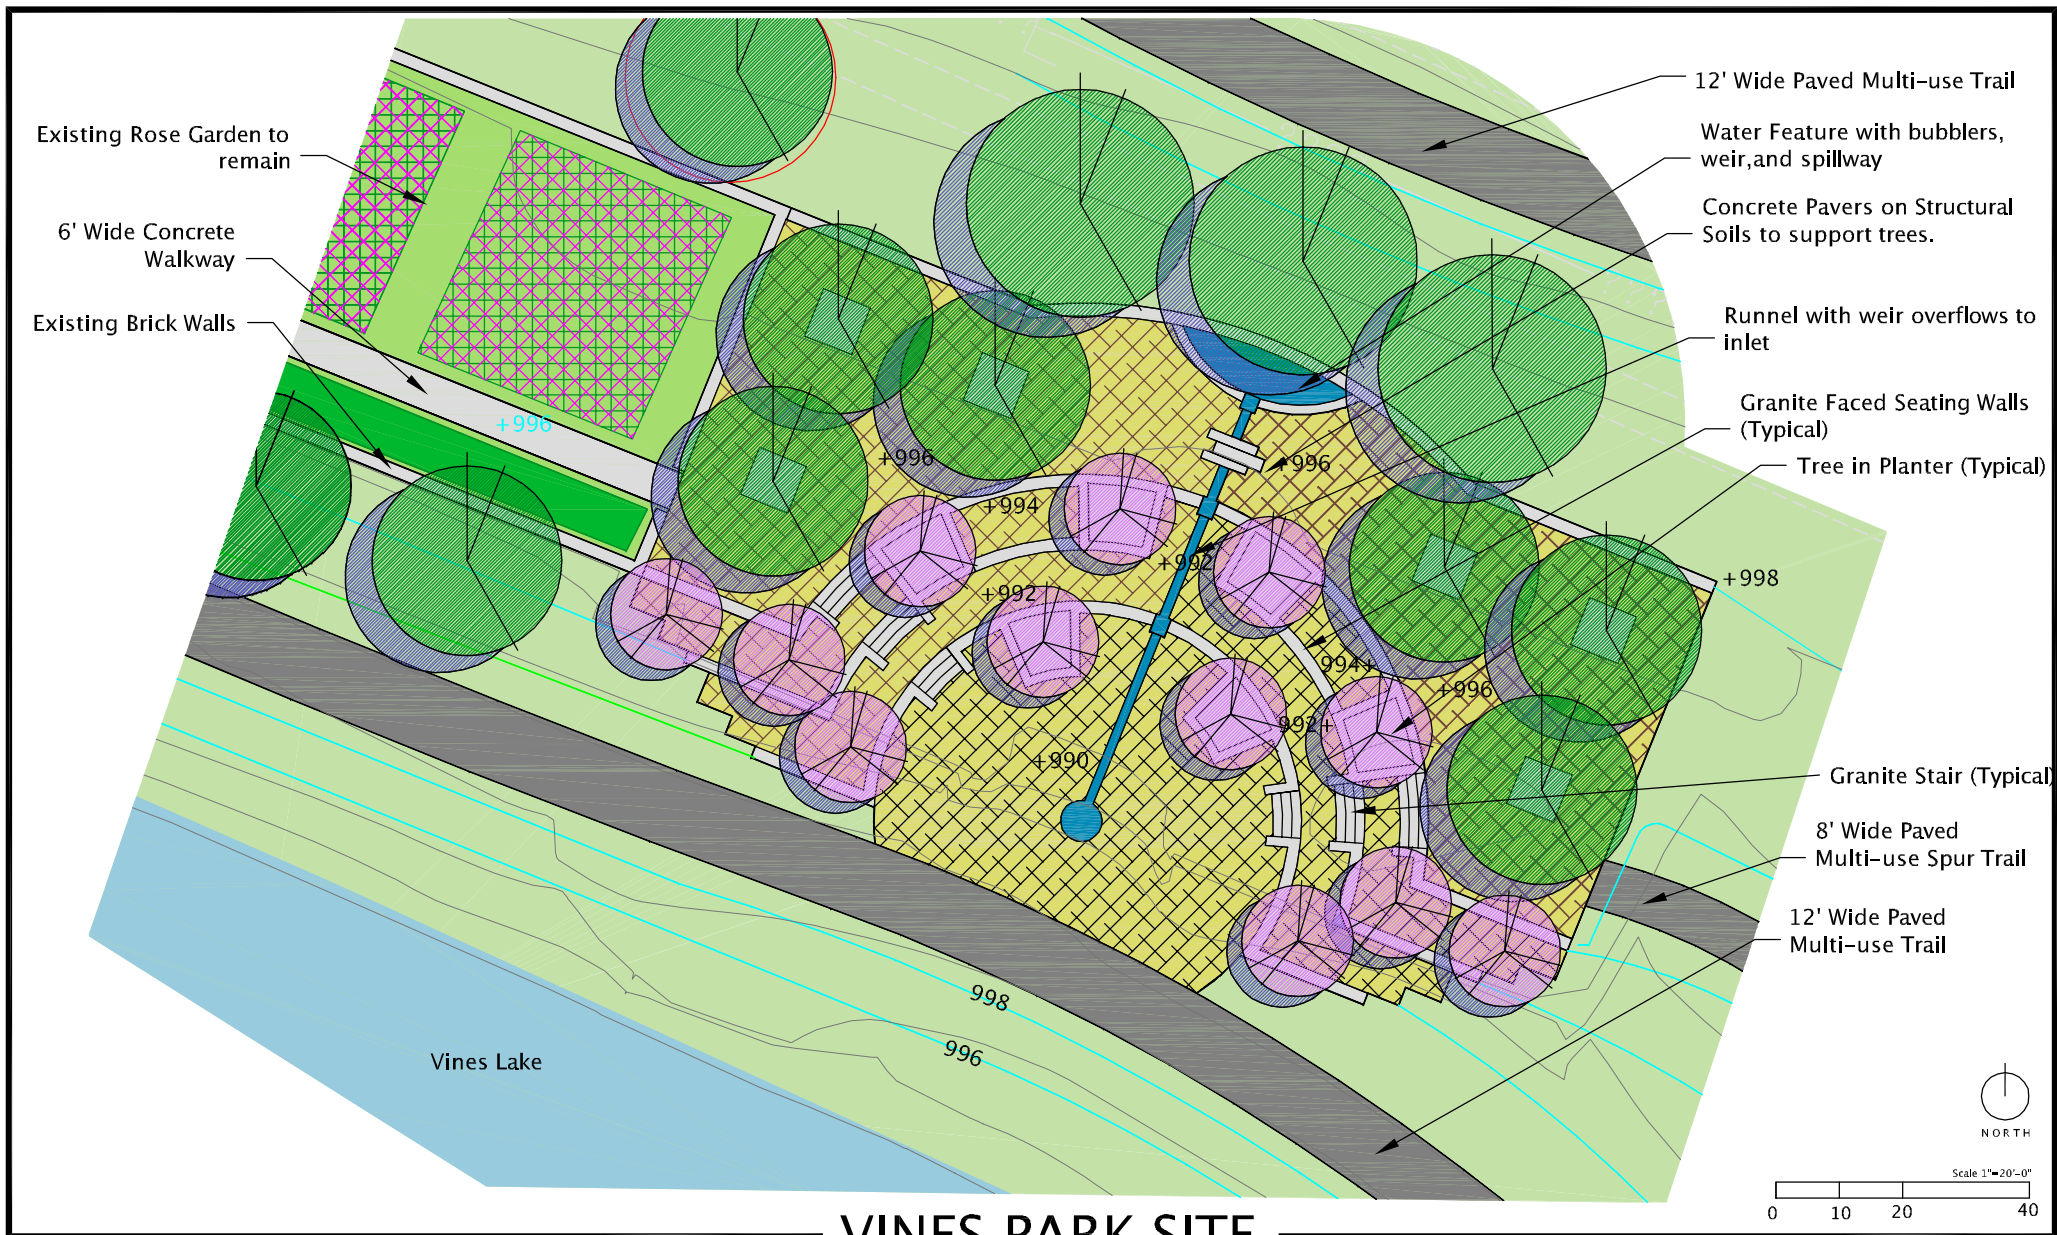 12' Wide Paved Multi-use Trail
Water Feature with bubblers,
weir,and spillway
Concrete Pavers on Structural
Soils to support trees.
Runnel with weir overflows to
inlet
Granite Faced Seating Walls
(Typical)
Tree in Planter (Typical)
Granite Stair (Typical)
8' Wide Paved
Multi-use Spur Trail
12' Wide Paved
Multi-use Trail
Existing Rose Garden to
remain
6' Wide Concrete
Walkway
Existing Brick Walls
+996
+996
+996
+994
+992
+992
+998
994+
+996
992+
+990
998
996
Vines Lake
NORTH
Scale 1"=20'-0"
0 10 20 40
VINES PARK SITE